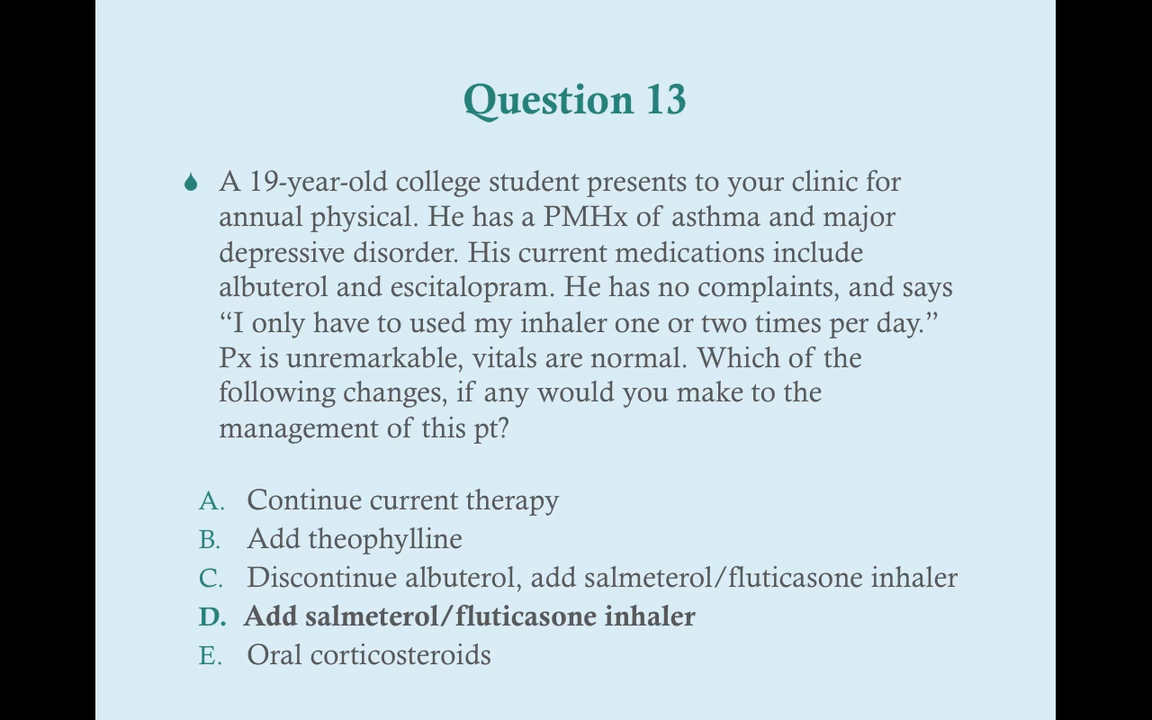 Question 13
A 19-year-old college student presents to your clinic for
annual physical. He has a PMHx of asthma and major
depressive disorder. His current medications include
albuterol and escitalopram. He has no complaints, and says
“I only have to used my inhaler one or two times per day.”
Px is unremarkable, vitals are normal. Which of the
following changes, if any would you make to the
management of this pt?
A. Continue current therapy
B. Add theophylline
C. Discontinue albuterol, add salmeterol/fluticasone inhaler
D. Add salmeterol/fluticasone inhaler
E. Oral corticosteroids